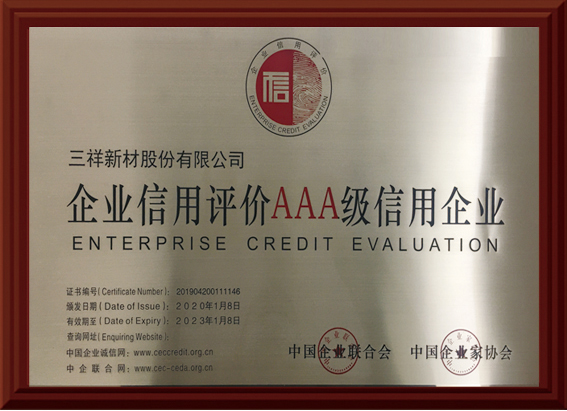 企业信用评价
信
ENTERPRISE CREDIT EVALUATION
三祥新材股份有限公司
企业信用评价AAA级信用企业
ENTERPRISE CREDIT EVALUATION
证书编号(Certificate Number)：201904200111146
颁发日期(Date of Issue)：2020年1月8日
有效期至(Date of Expiry)：2023年1月8日
查询网址(Enquiring Website)：
中国企业诚信网：www.ceccredit.org.cn
中企联合网：www.cec-ceda.org.cn
中国企业联合会 中国企业家协会